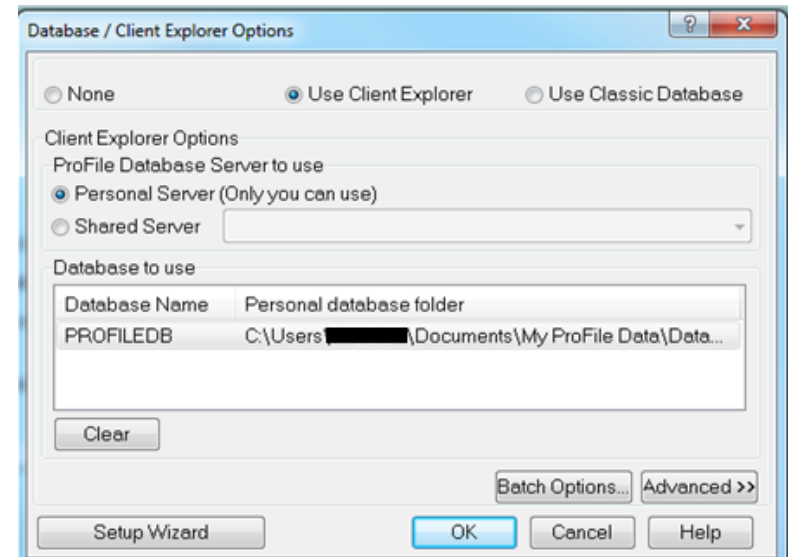 Database / Client Explorer Options
None Use Client Explorer Use Classic Database
Client Explorer Options
ProFile Database Server to use
Personal Server (Only you can use)
Shared Server
Database to use
Database Name Personal database folder
PROFILEDB C:\Users\ \Documents\My ProFile Data\Data...
Clear
Batch Options... Advanced >>
Setup Wizard OK Cancel Help